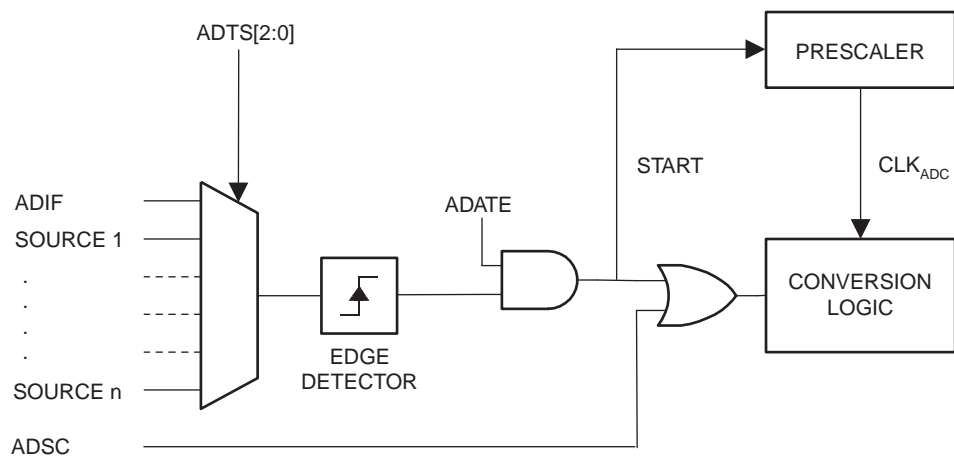 ADTS[2:0]
PRESCALER
START
CLKADC
ADIF
ADATE
SOURCE 1
.
.
.
.
CONVERSION
LOGIC
EDGE
DETECTOR
SOURCE n
ADSC